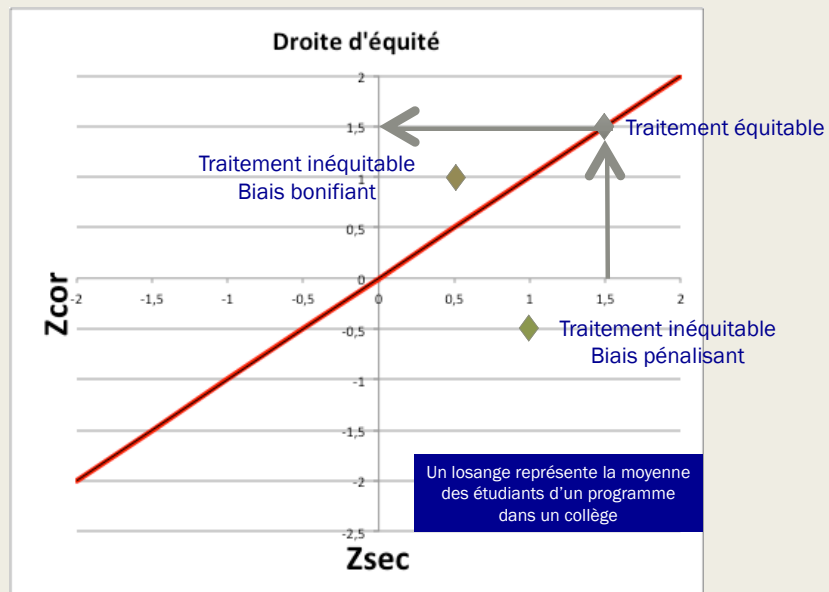 Droite d'équité
2
1,5
Traitement équitable
Traitement inéquitable
Biais bonifiant
1
0,5
0
-2
-1,5
-1
-0,5
0
0,5
1
1,5
2
Zcor
-0,5
Traitement inéquitable
Biais pénalisant
-1
-1,5
-2
-2,5
Un losange représente la moyenne
des étudiants d'un programme
dans un collège
Zsec